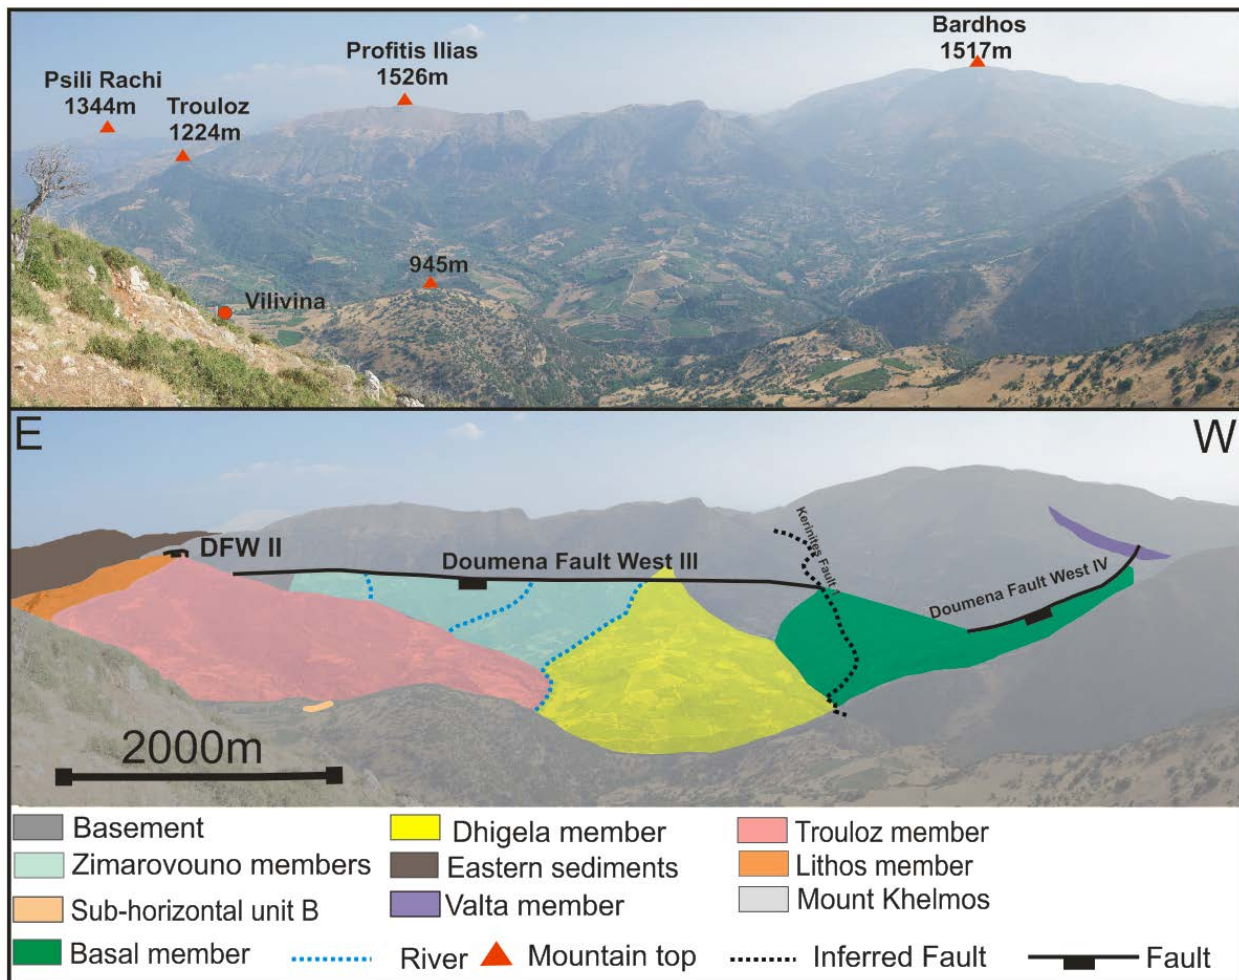 Bardhos
1517m
Profitis Ilias
1526m
Psili Rachi
1344m
Trouloz
1224m
945m
Vilivina
E
W
DFW II
Doumena Fault West III
Kerinites Fault 1
Doumena Fault West IV
2000m
Basement
Dhigela member
Trouloz member
Zimarovouno members
Eastern sediments
Lithos member
Sub-horizontal unit B
Valta member
Mount Khelmos
Basal member
River
Mountain top
Inferred Fault
Fault